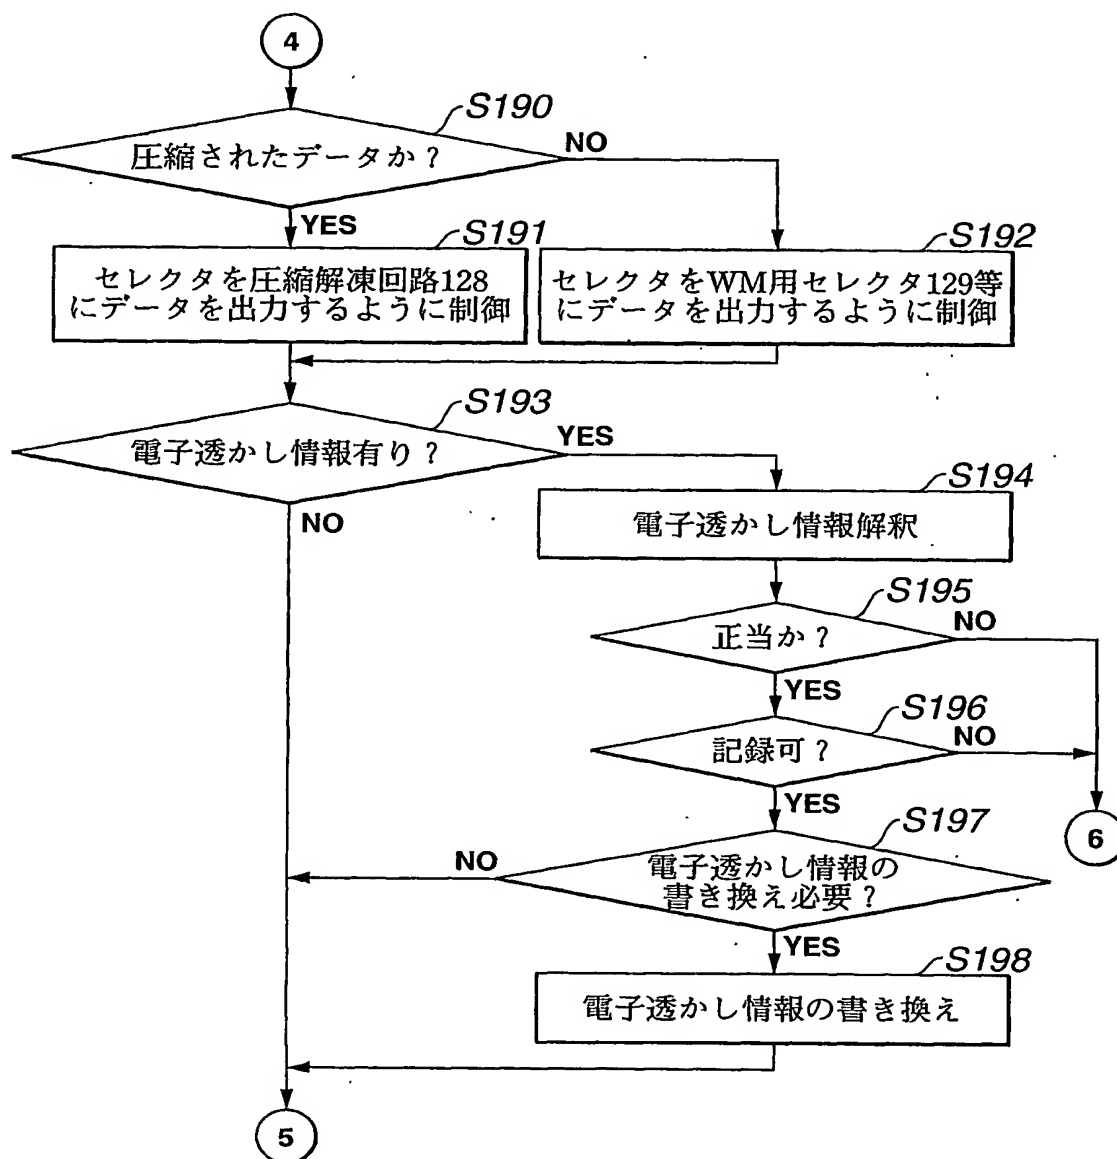 4
S190
圧縮されたデータか？
NO
YES
S191
セレクタを圧縮解凍回路128
にデータを出力するように制御
S192
セレクタをWM用セレクタ129等
にデータを出力するように制御
S193
電子透かし情報有り？
YES
NO
S194
電子透かし情報解釈
S195
正当か？
NO
YES
S196
記録可？
NO
YES
6
S197
電子透かし情報の
書き換え必要？
NO
YES
S198
電子透かし情報の書き換え
5